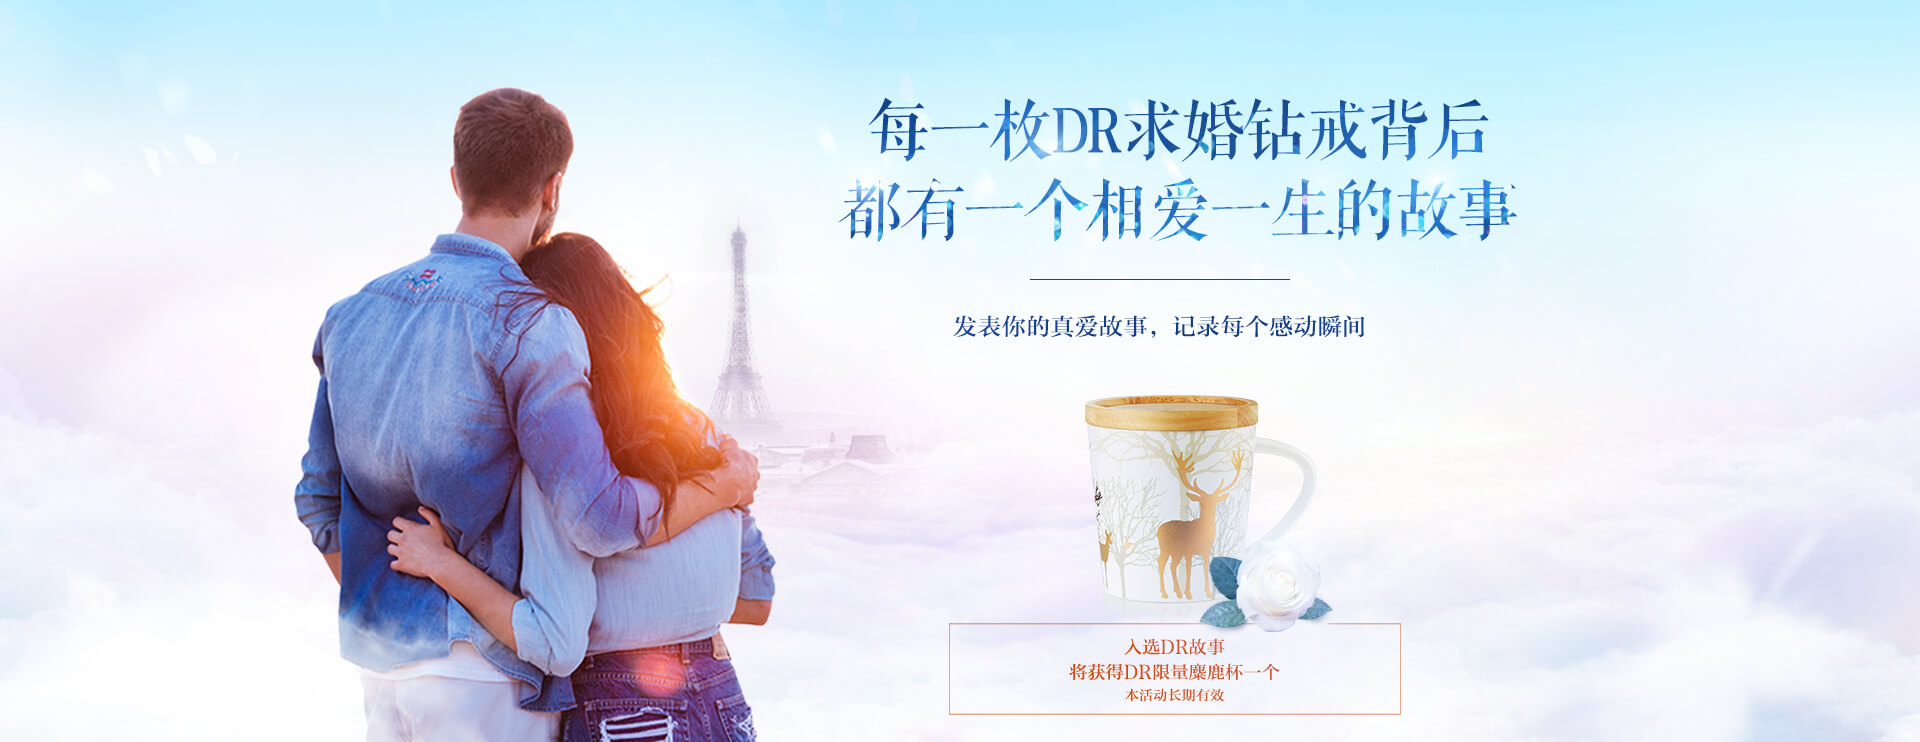 每一枚DR求婚钻戒背后
都有一个相爱一生的故事
发表你的真爱故事，记录每个感动瞬间
入选DR故事
将获得DR限量麋鹿杯一个
本活动长期有效